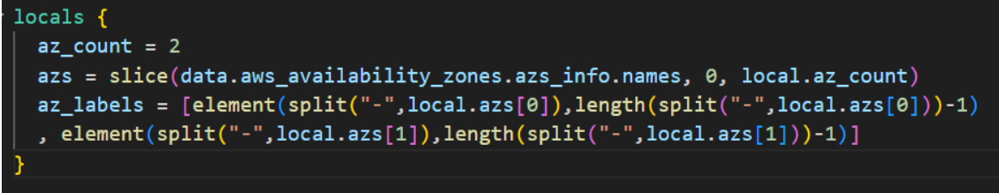 locals {
az_count = 2
azs = slice(data.aws_availability_zones.azs_info.names, 0, local.az_count)
az_labels = [element(split("-",local.azs[0]),length(split("-",local.azs[0]))-1)
, element(split("-",local.azs[1]),length(split("-",local.azs[1]))-1)]
}